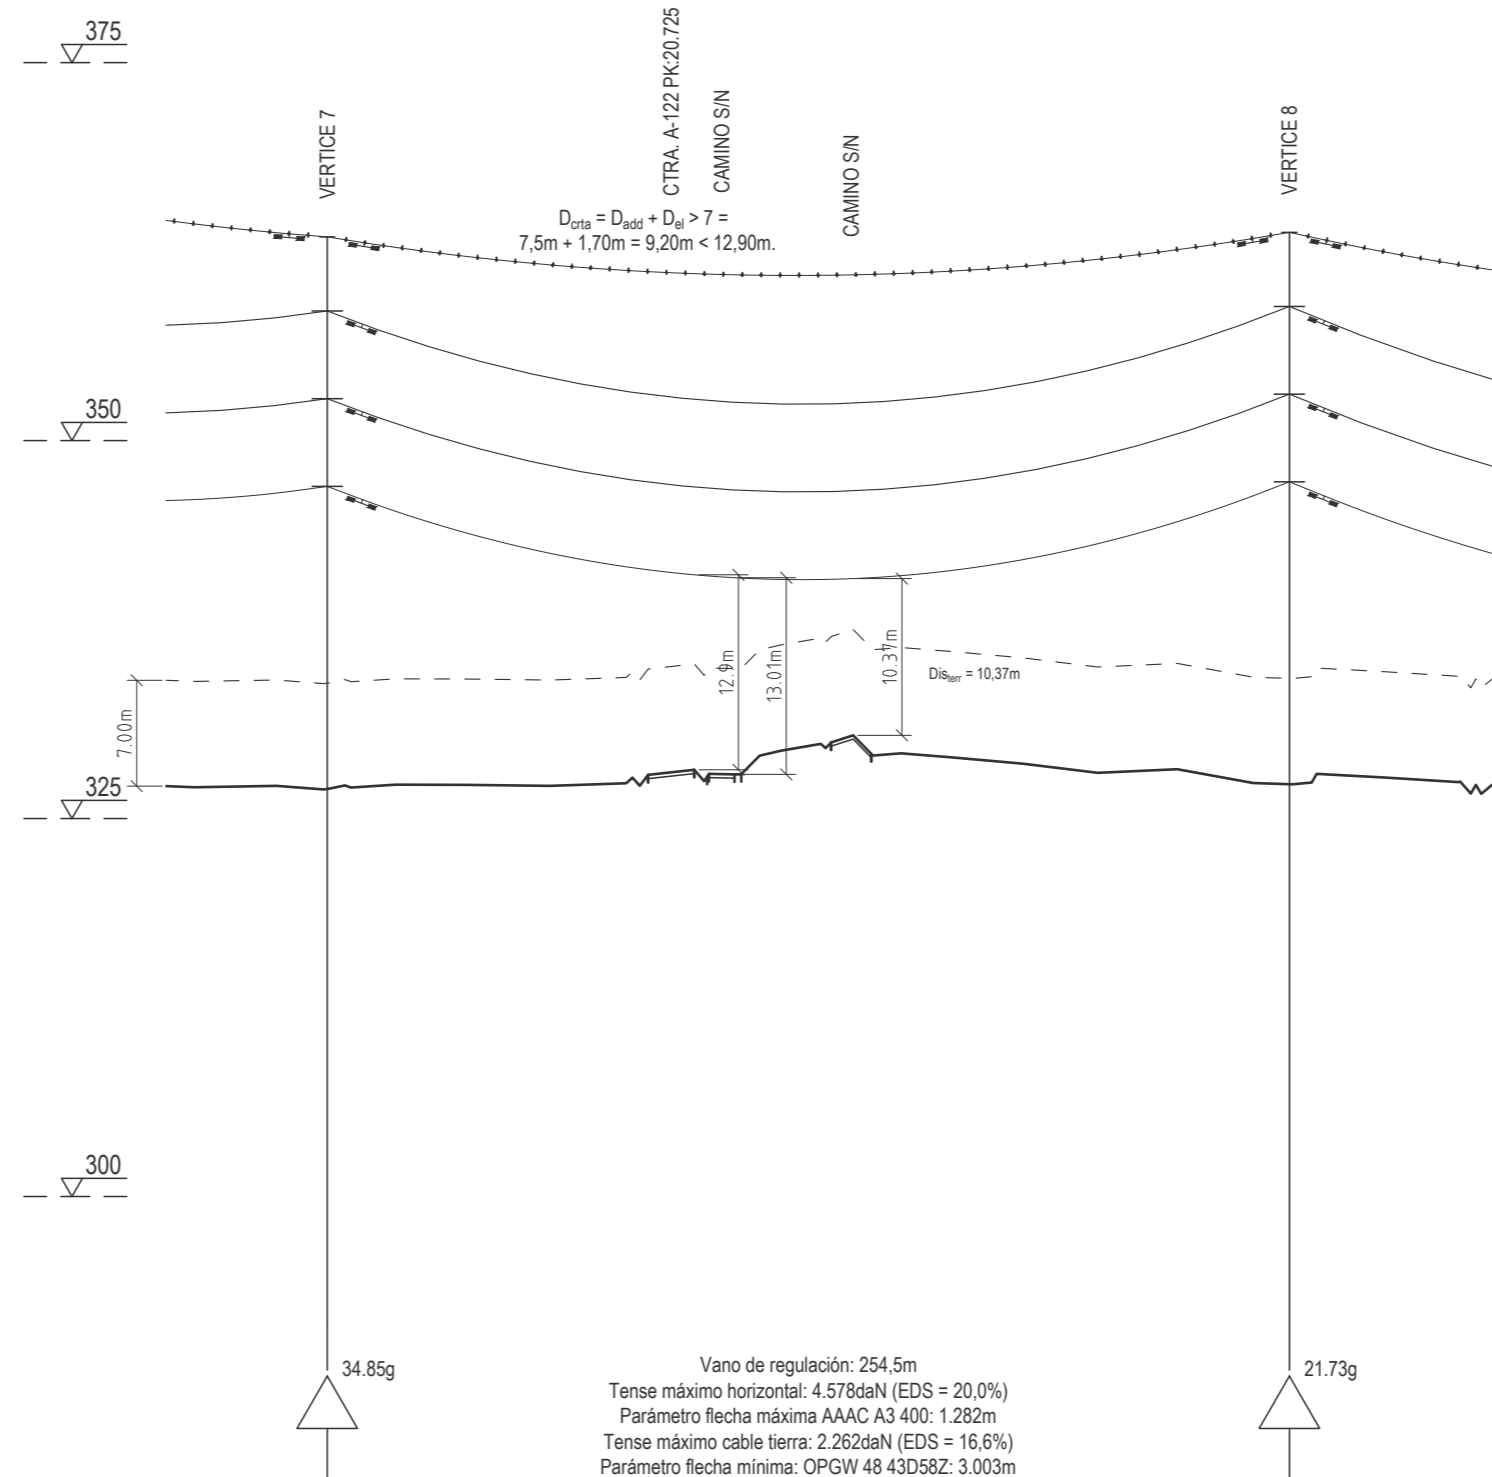 375
VERTICE 7
CTRA. A-122 PK:20.725
CAMINO S/N
CAMINO S/N
VERTICE 8
Dcrta = Dadd + Del > 7 =
7,5m + 1,70m = 9,20m < 12,90m.
350
12.9m
13.01m
10.37m
Disterr = 10,37m
7.00m
325
300
34.85g
21.73g
Vano de regulación: 254,5m
Tense máximo horizontal: 4.578daN (EDS = 20,0%)
Parámetro flecha máxima AAAC A3 400: 1.282m
Tense máximo cable tierra: 2.262daN (EDS = 16,6%)
Parámetro flecha mínima: OPGW 48 43D58Z: 3.003m